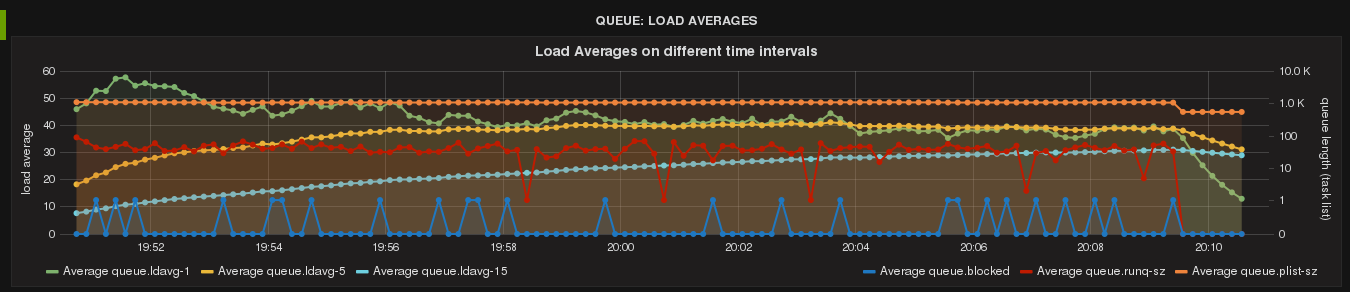 QUEUE: LOAD AVERAGES
Load Averages on different time intervals
load average
60
50
40
30
20
10
0
10.0 K
1.0 K
100
10
1
0
queue length (task list)
19:52 19:54 19:56 19:58 20:00 20:02 20:04 20:06 20:08 20:10
Average queue.ldavg-1 Average queue.ldavg-5 Average queue.ldavg-15 Average queue.blocked Average queue.runq-sz Average queue.plist-sz